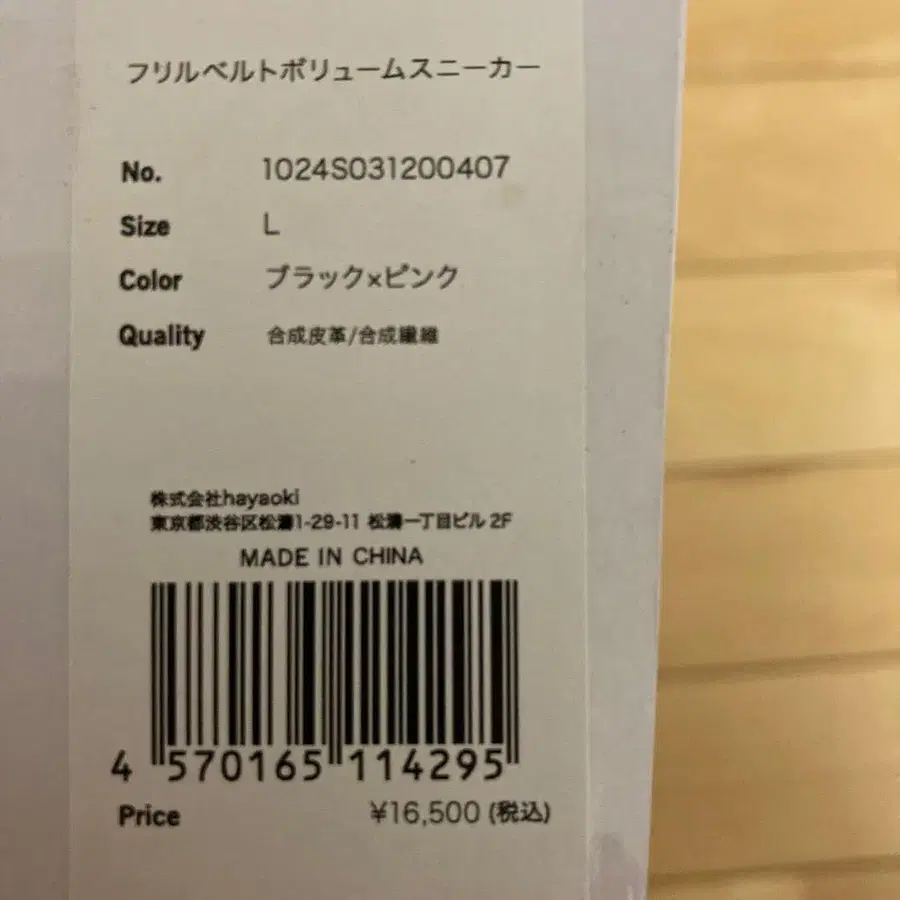 フリルベルトボリュームスニーカー
No. 1024S031200407
Size L
Color ブラック×ピンク
Quality 合成皮革/合成繊維
株式会社hayaoki
東京都渋谷区松濤1-29-11 松濤一丁目ビル 2F
MADE IN CHINA
4 570165 114295
Price ¥16,500 (税込)